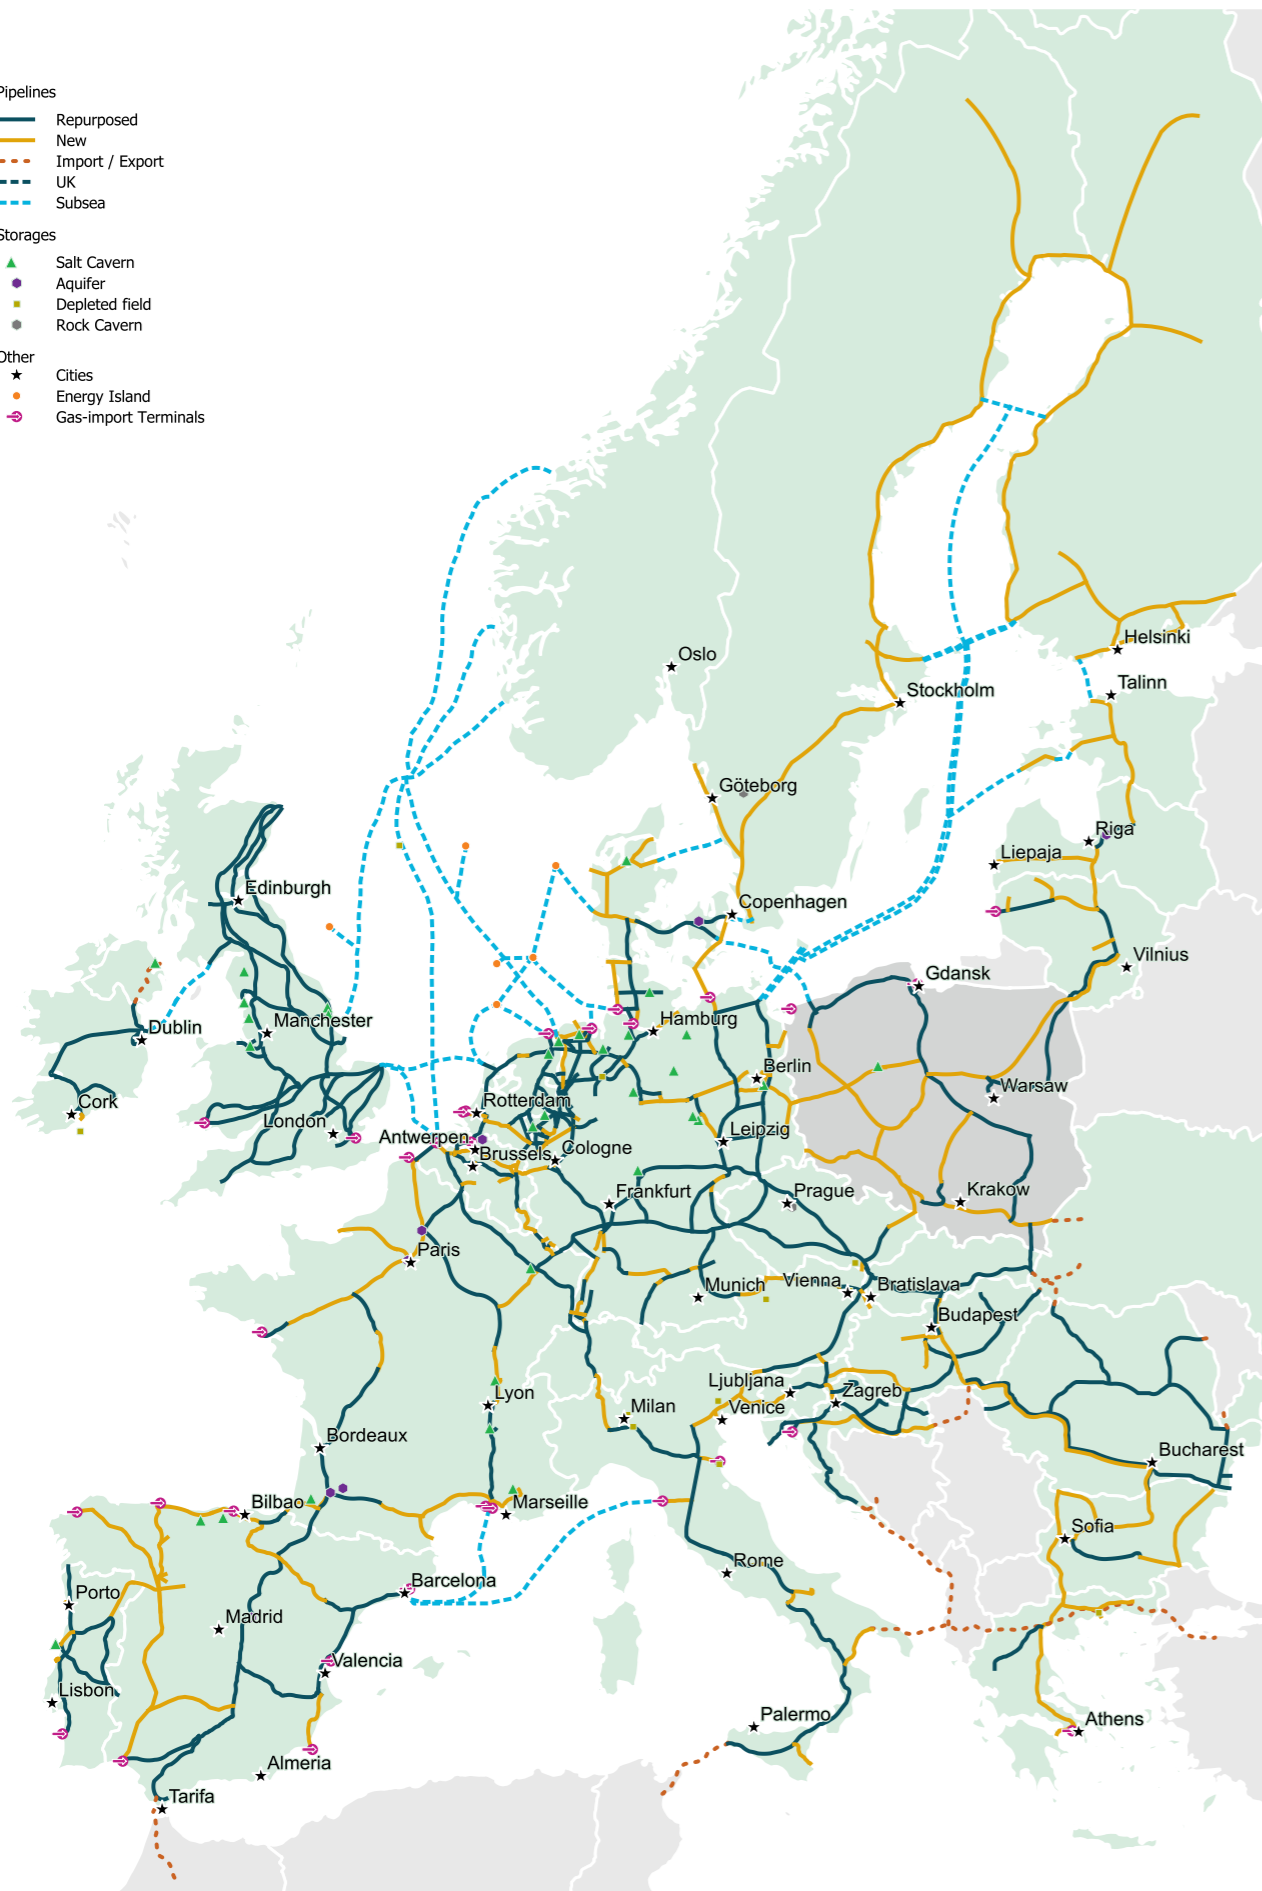 Pipelines
Repurposed
New
Import / Export
UK
Subsea
Storages
Salt Cavern
Aquifer
Depleted field
Rock Cavern
Other
Cities
Energy Island
Gas-import Terminals
Oslo
Helsinki
Talinn
Stockholm
Göteborg
Riga
Liepaja
Edinburgh
Copenhagen
Vilnius
Gdansk
Dublin
Manchester
Hamburg
Berlin
Warsaw
Cork
London
Rotterdam
Antwerpen
Leipzig
Brussels
Cologne
Frankfurt
Prague
Krakow
Paris
Munich
Vienna
Bratislava
Budapest
Lyon
Ljubljana
Zagreb
Milan
Venice
Bordeaux
Bucharest
Bilbao
Marseille
Sofia
Rome
Barcelona
Porto
Madrid
Valencia
Lisbon
Palermo
Athens
Almeria
Tarifa